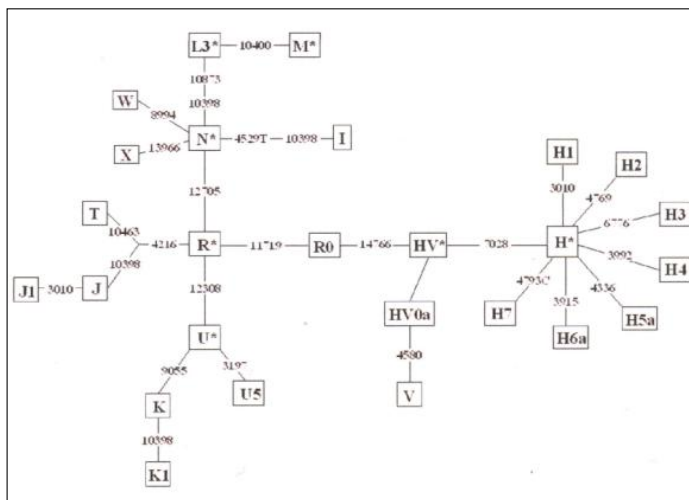 L3* 10400 M*
10873
W 10398
8994
N* 4529T 10398 I
X 13966
H1
H2
12705 3010 4769
T H3
6776
10463
4216 R* 11719 R0 14766 HV* 7028 H*
10398 3992
H4
J1 3010 J 12308 4793C 4336
HV0a H7 3915 H5a
U* H6a
9055 3197 4580
K U5 V
10398
K1